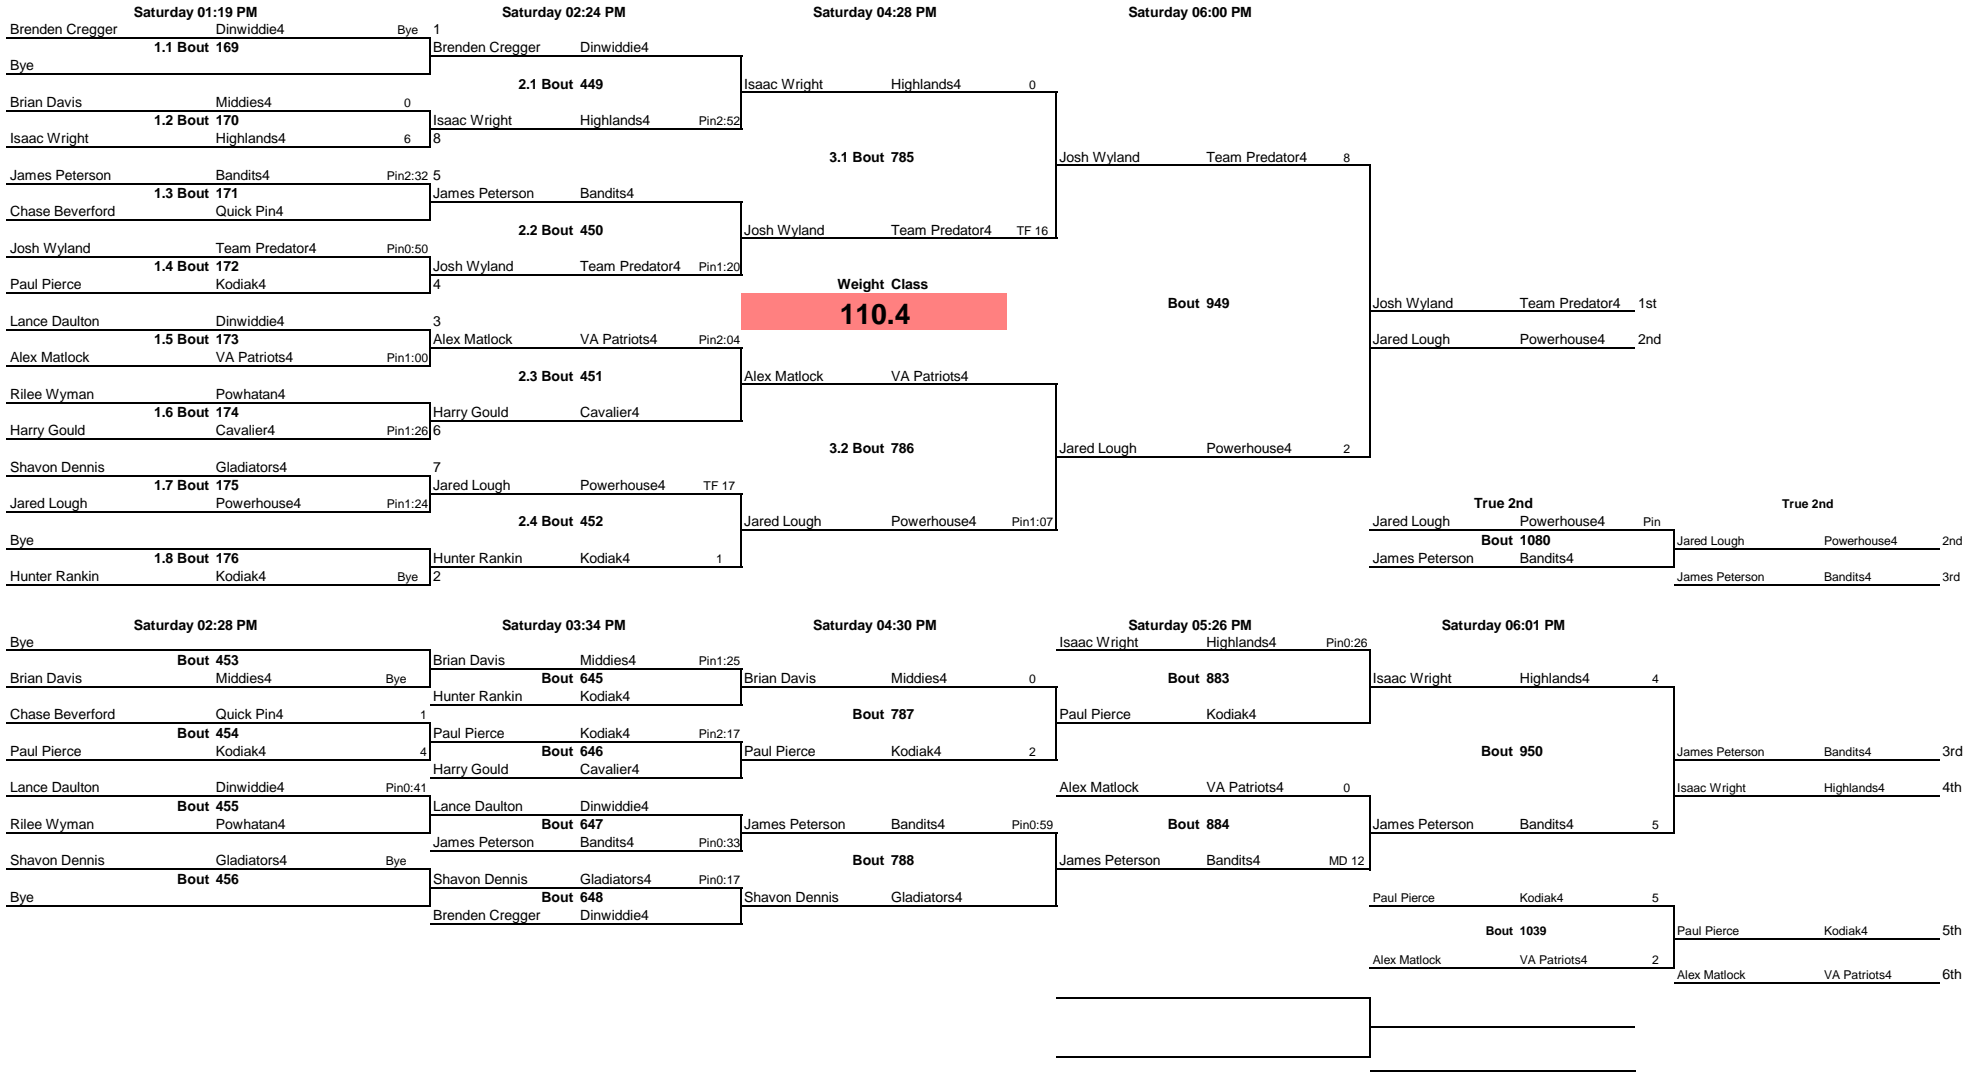 Saturday 01:19 PM Saturday 02:24 PM Saturday 04:28 PM Saturday 06:00 PM
Brenden Cregger Dinwiddie4 Bye 1
1.1 Bout 169 Brenden Cregger Dinwiddie4
Bye
2.1 Bout 449 Isaac Wright Highlands4 0
Brian Davis Middies4 0
1.2 Bout 170 Isaac Wright Highlands4 Pin2:52
Isaac Wright Highlands4 6 8
3.1 Bout 785 Josh Wyland Team Predator4 8
James Peterson Bandits4 Pin2:32 5
1.3 Bout 171 James Peterson Bandits4
Chase Beverford Quick Pin4
2.2 Bout 450 Josh Wyland Team Predator4 TF 16
Josh Wyland Team Predator4 Pin0:50
1.4 Bout 172 Josh Wyland Team Predator4 Pin1:20
Paul Pierce Kodiak4 4 Weight Class
Bout 949 Josh Wyland Team Predator4 1st
110.4
Lance Daulton Dinwiddie4 3
1.5 Bout 173 Alex Matlock VA Patriots4 Pin2:04 Jared Lough Powerhouse4 2nd
Alex Matlock VA Patriots4 Pin1:00
2.3 Bout 451 Alex Matlock VA Patriots4
Rilee Wyman Powhatan4
1.6 Bout 174 Harry Gould Cavalier4
Harry Gould Cavalier4 Pin1:26 6
3.2 Bout 786 Jared Lough Powerhouse4 2
Shavon Dennis Gladiators4 7
1.7 Bout 175 Jared Lough Powerhouse4 TF 17
Jared Lough Powerhouse4 Pin1:24 True 2nd True 2nd
2.4 Bout 452 Jared Lough Powerhouse4 Pin1:07 Jared Lough Powerhouse4 Pin
Bye Bout 1080 Jared Lough Powerhouse4 2nd
1.8 Bout 176 Hunter Rankin Kodiak4 1 James Peterson Bandits4
Hunter Rankin Kodiak4 Bye 2 James Peterson Bandits4 3rd
Saturday 02:28 PM Saturday 03:34 PM Saturday 04:30 PM Saturday 05:26 PM Saturday 06:01 PM
Bye Isaac Wright Highlands4 Pin0:26
Bout 453 Brian Davis Middies4 Pin1:25
Brian Davis Middies4 Bye Bout 645 Brian Davis Middies4 0 Bout 883 Isaac Wright Highlands4 4
Hunter Rankin Kodiak4
Chase Beverford Quick Pin4 1 Bout 787 Paul Pierce Kodiak4
Bout 454 Paul Pierce Kodiak4 Pin2:17
Paul Pierce Kodiak4 4 Bout 646 Paul Pierce Kodiak4 2 Bout 950 James Peterson Bandits4 3rd
Harry Gould Cavalier4
Lance Daulton Dinwiddie4 Pin0:41 Alex Matlock VA Patriots4 0 Isaac Wright Highlands4 4th
Bout 455 Lance Daulton Dinwiddie4
Rilee Wyman Powhatan4 Bout 647 James Peterson Bandits4 Pin0:59 Bout 884 James Peterson Bandits4 5
James Peterson Bandits4 Pin0:33
Shavon Dennis Gladiators4 Bye Bout 788 James Peterson Bandits4 MD 12
Bout 456 Shavon Dennis Gladiators4 Pin0:17
Bye Bout 648 Shavon Dennis Gladiators4 Paul Pierce Kodiak4 5
Brenden Cregger Dinwiddie4
Bout 1039 Paul Pierce Kodiak4 5th
Alex Matlock VA Patriots4 2
Alex Matlock VA Patriots4 6th